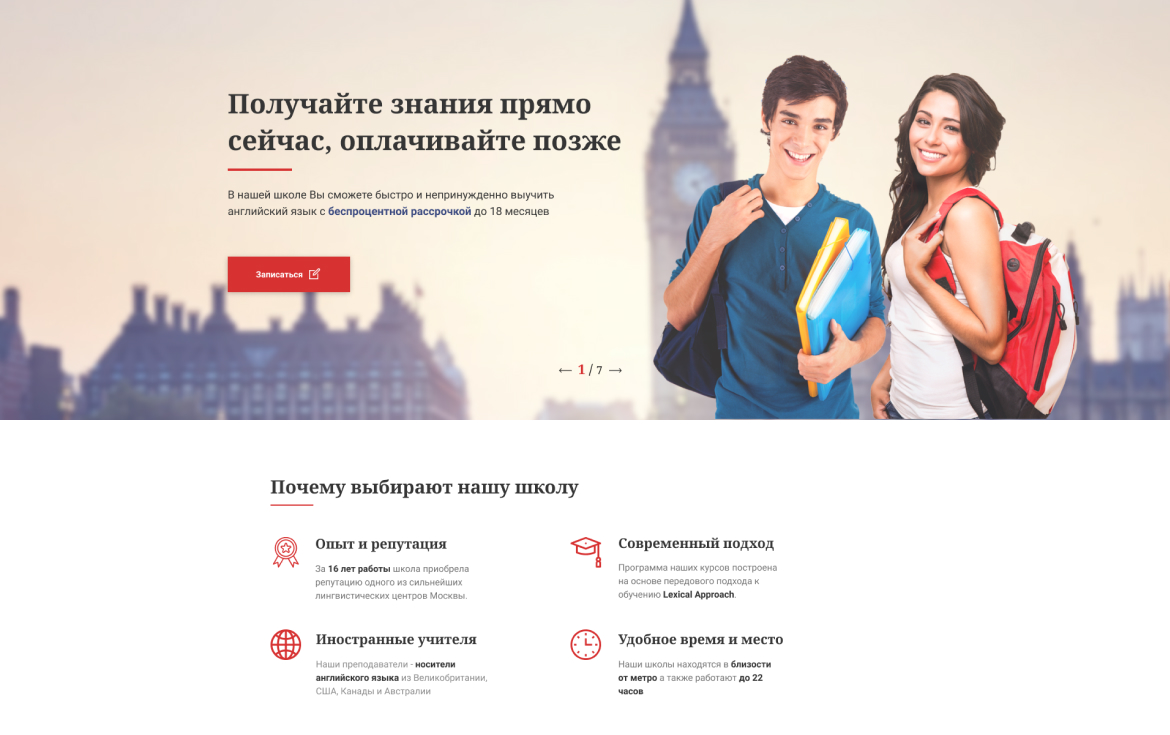 Получайте знания прямо
сейчас, оплачивайте позже
В нашей школе Вы сможете быстро и непринужденно выучить
английский язык с беспроцентной рассрочкой до 18 месяцев
Записаться
← 1 / 7 →
Почему выбирают нашу школу
Опыт и репутация
За 16 лет работы школа приобрела
репутацию одного из сильнейших
лингвистических центров Москвы.
Современный подход
Программа наших курсов построена
на основе передового подхода к
обучению Lexical Approach.
Иностранные учителя
Наши преподаватели - носители
английского языка из Великобритании,
США, Канады и Австралии
Удобное время и место
Наши школы находятся в близости
от метро а также работают до 22
часов